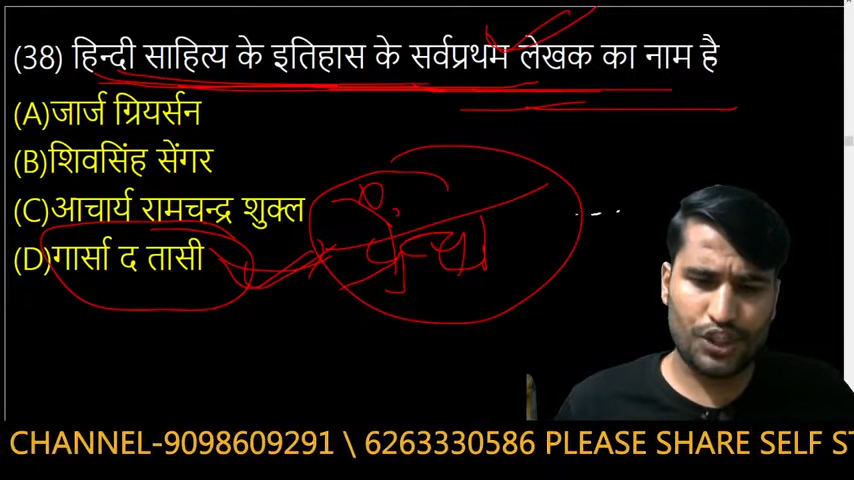 (38) हिन्दी साहित्य के इतिहास के सर्वप्रथम लेखक का नाम है
(A)जार्ज ग्रियर्सन
(B)शिवसिंह सेंगर
(C)आचार्य रामचन्द्र शुक्ल
(D)गार्सा द तासी
CHANNEL-9098609291 \ 6263330586 PLEASE SHARE SELF ST